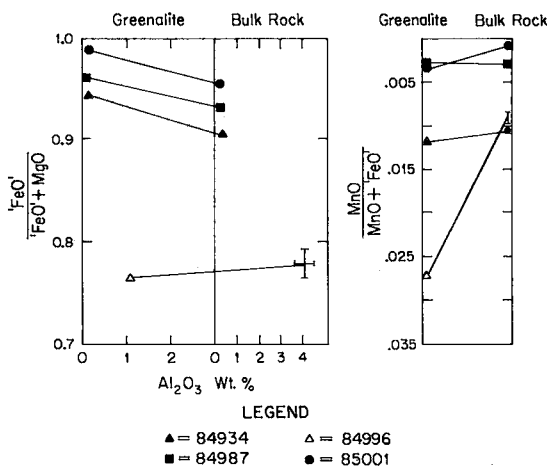 Greenalite Bulk Rock
1.0
0.9
0.8
0.7
'FeO'
'FeO' + MgO
0 1 2 0 1 2 3 4
Al₂O₃ Wt. %
Greenalite Bulk Rock
.005
.015
.025
.035
MnO
MnO + 'FeO'
LEGEND
▲ = 84934 △ = 84996
■ = 84987 ● = 85001